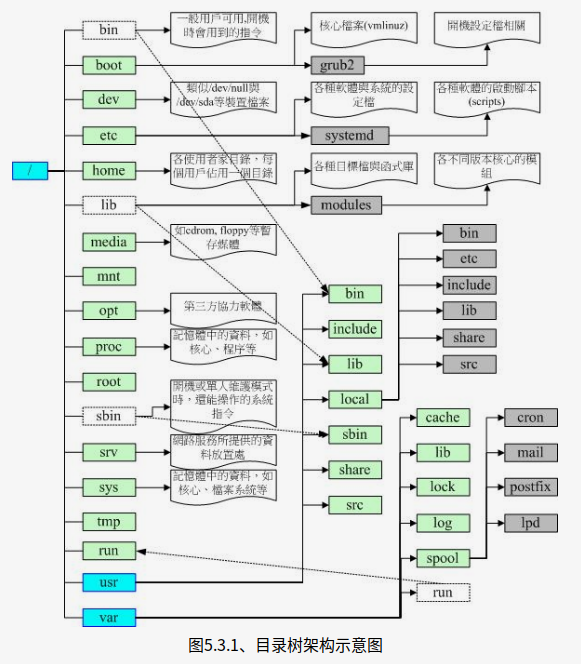 /
bin
一般用戶可用,開機
時會用到的指令
核心檔案(vmlinuz)
開機設定檔相關
boot
grub2
dev
類似/dev/null與
/dev/sda等裝置檔案
各種軟體與系統的設
定檔
各種軟體的啟動腳本
(scripts)
etc
systemd
home
各使用者家目錄，每
個用戶佔用一個目錄
各種目標檔與函式庫
各不同版本核心的模
組
lib
modules
media
如cdrom, floppy等暫
存媒體
mnt
opt
第三方協力軟體
proc
記憶體中的資料，如
核心、程序等
root
sbin
開機或單人維護模式
時，還能操作的系統
指令
srv
網路服務所提供的資
料放置處
sys
記憶體中的資料，如
核心、檔案系統等
tmp
run
usr
var
bin
include
lib
local
sbin
share
src
bin
etc
include
lib
share
src
cache
lib
lock
log
spool
run
cron
mail
postfix
lpd
图5.3.1、目录树架构示意图